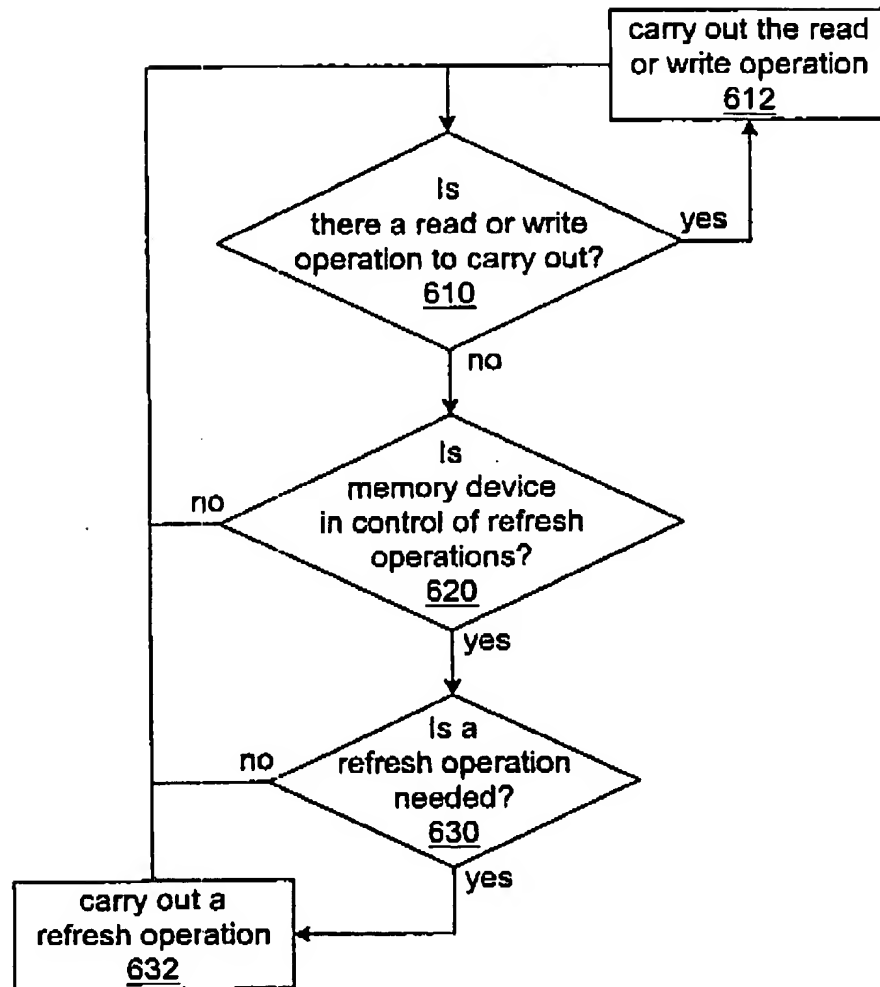 carry out the read
or write operation
612
Is
there a read or write
operation to carry out?
610
yes
no
Is
memory device
in control of refresh
operations?
620
no
yes
Is a
refresh operation
needed?
630
no
yes
carry out a
refresh operation
632